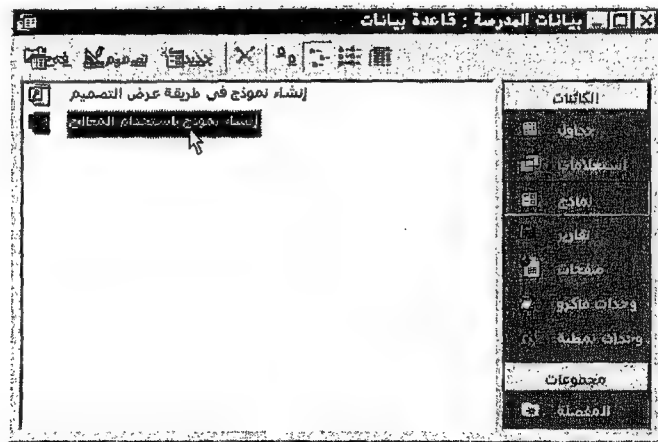 بيانات المدرسة : قاعدة بيانات
فتح تصميم جديد
إنشاء نموذج في طريقة عرض التصميم
إنشاء نموذج باستخدام المعالج
الكائنات
جداول
استعلامات
نماذج
تقارير
صفحات
وحدات ماكرو
وحدات نمطية
مجموعات
المفضلة